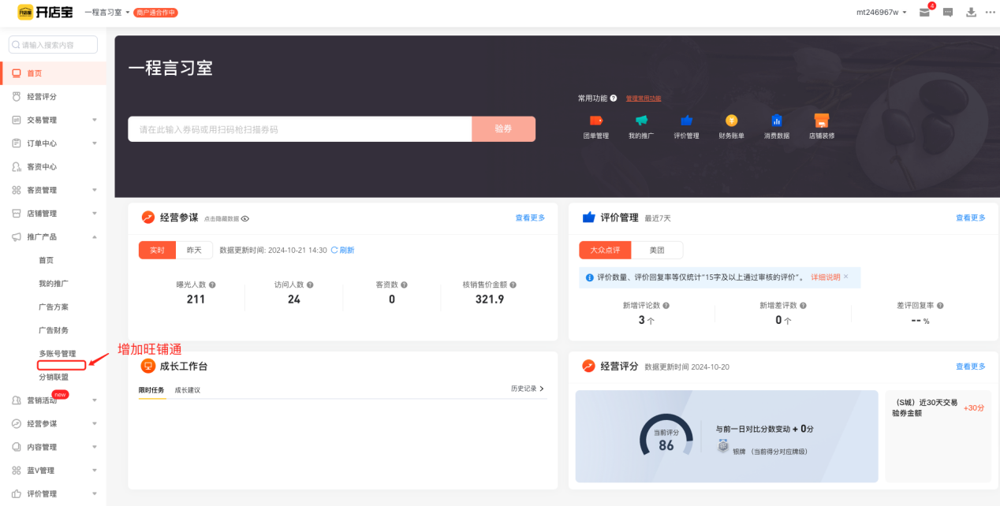 开店宝 开店宝 一程言习室 商户通合作中 mt246967w 4
请输入搜索内容
首页
经营评分
交易管理
订单中心
客资中心
客资管理
店铺管理
推广产品
首页
我的推广
广告方案
广告财务
多账号管理
分销联盟
new
营销活动
经营参谋
内容管理
蓝V管理
评价管理
增加旺铺通
一程言习室
请在此输入券码或用扫码枪扫描券码 验券
常用功能 管理常用功能
团单管理 我的推广 评价管理 财务账单 消费数据 店铺装修
经营参谋 点击隐藏数据 查看更多
实时 昨天 数据更新时间: 2024-10-21 14:30 刷新
曝光人数 访问人数 客资数 核销售价金额
211 24 0 321.9
评价管理 最近7天 查看更多
大众点评 美团
评价数量、评价回复率等仅统计“15字及以上通过审核的评价”。 详细说明 ×
新增评论数 新增差评数 差评回复率
3 个 0 个 -- %
成长工作台
限时任务 成长建议 历史记录
经营评分 数据更新时间 2024-10-20 查看更多
当前评分
86
与前一日对比分数变动 + 0分
银牌 （当前得分对应牌级）
（S城）近30天交易
验券金额
+30分